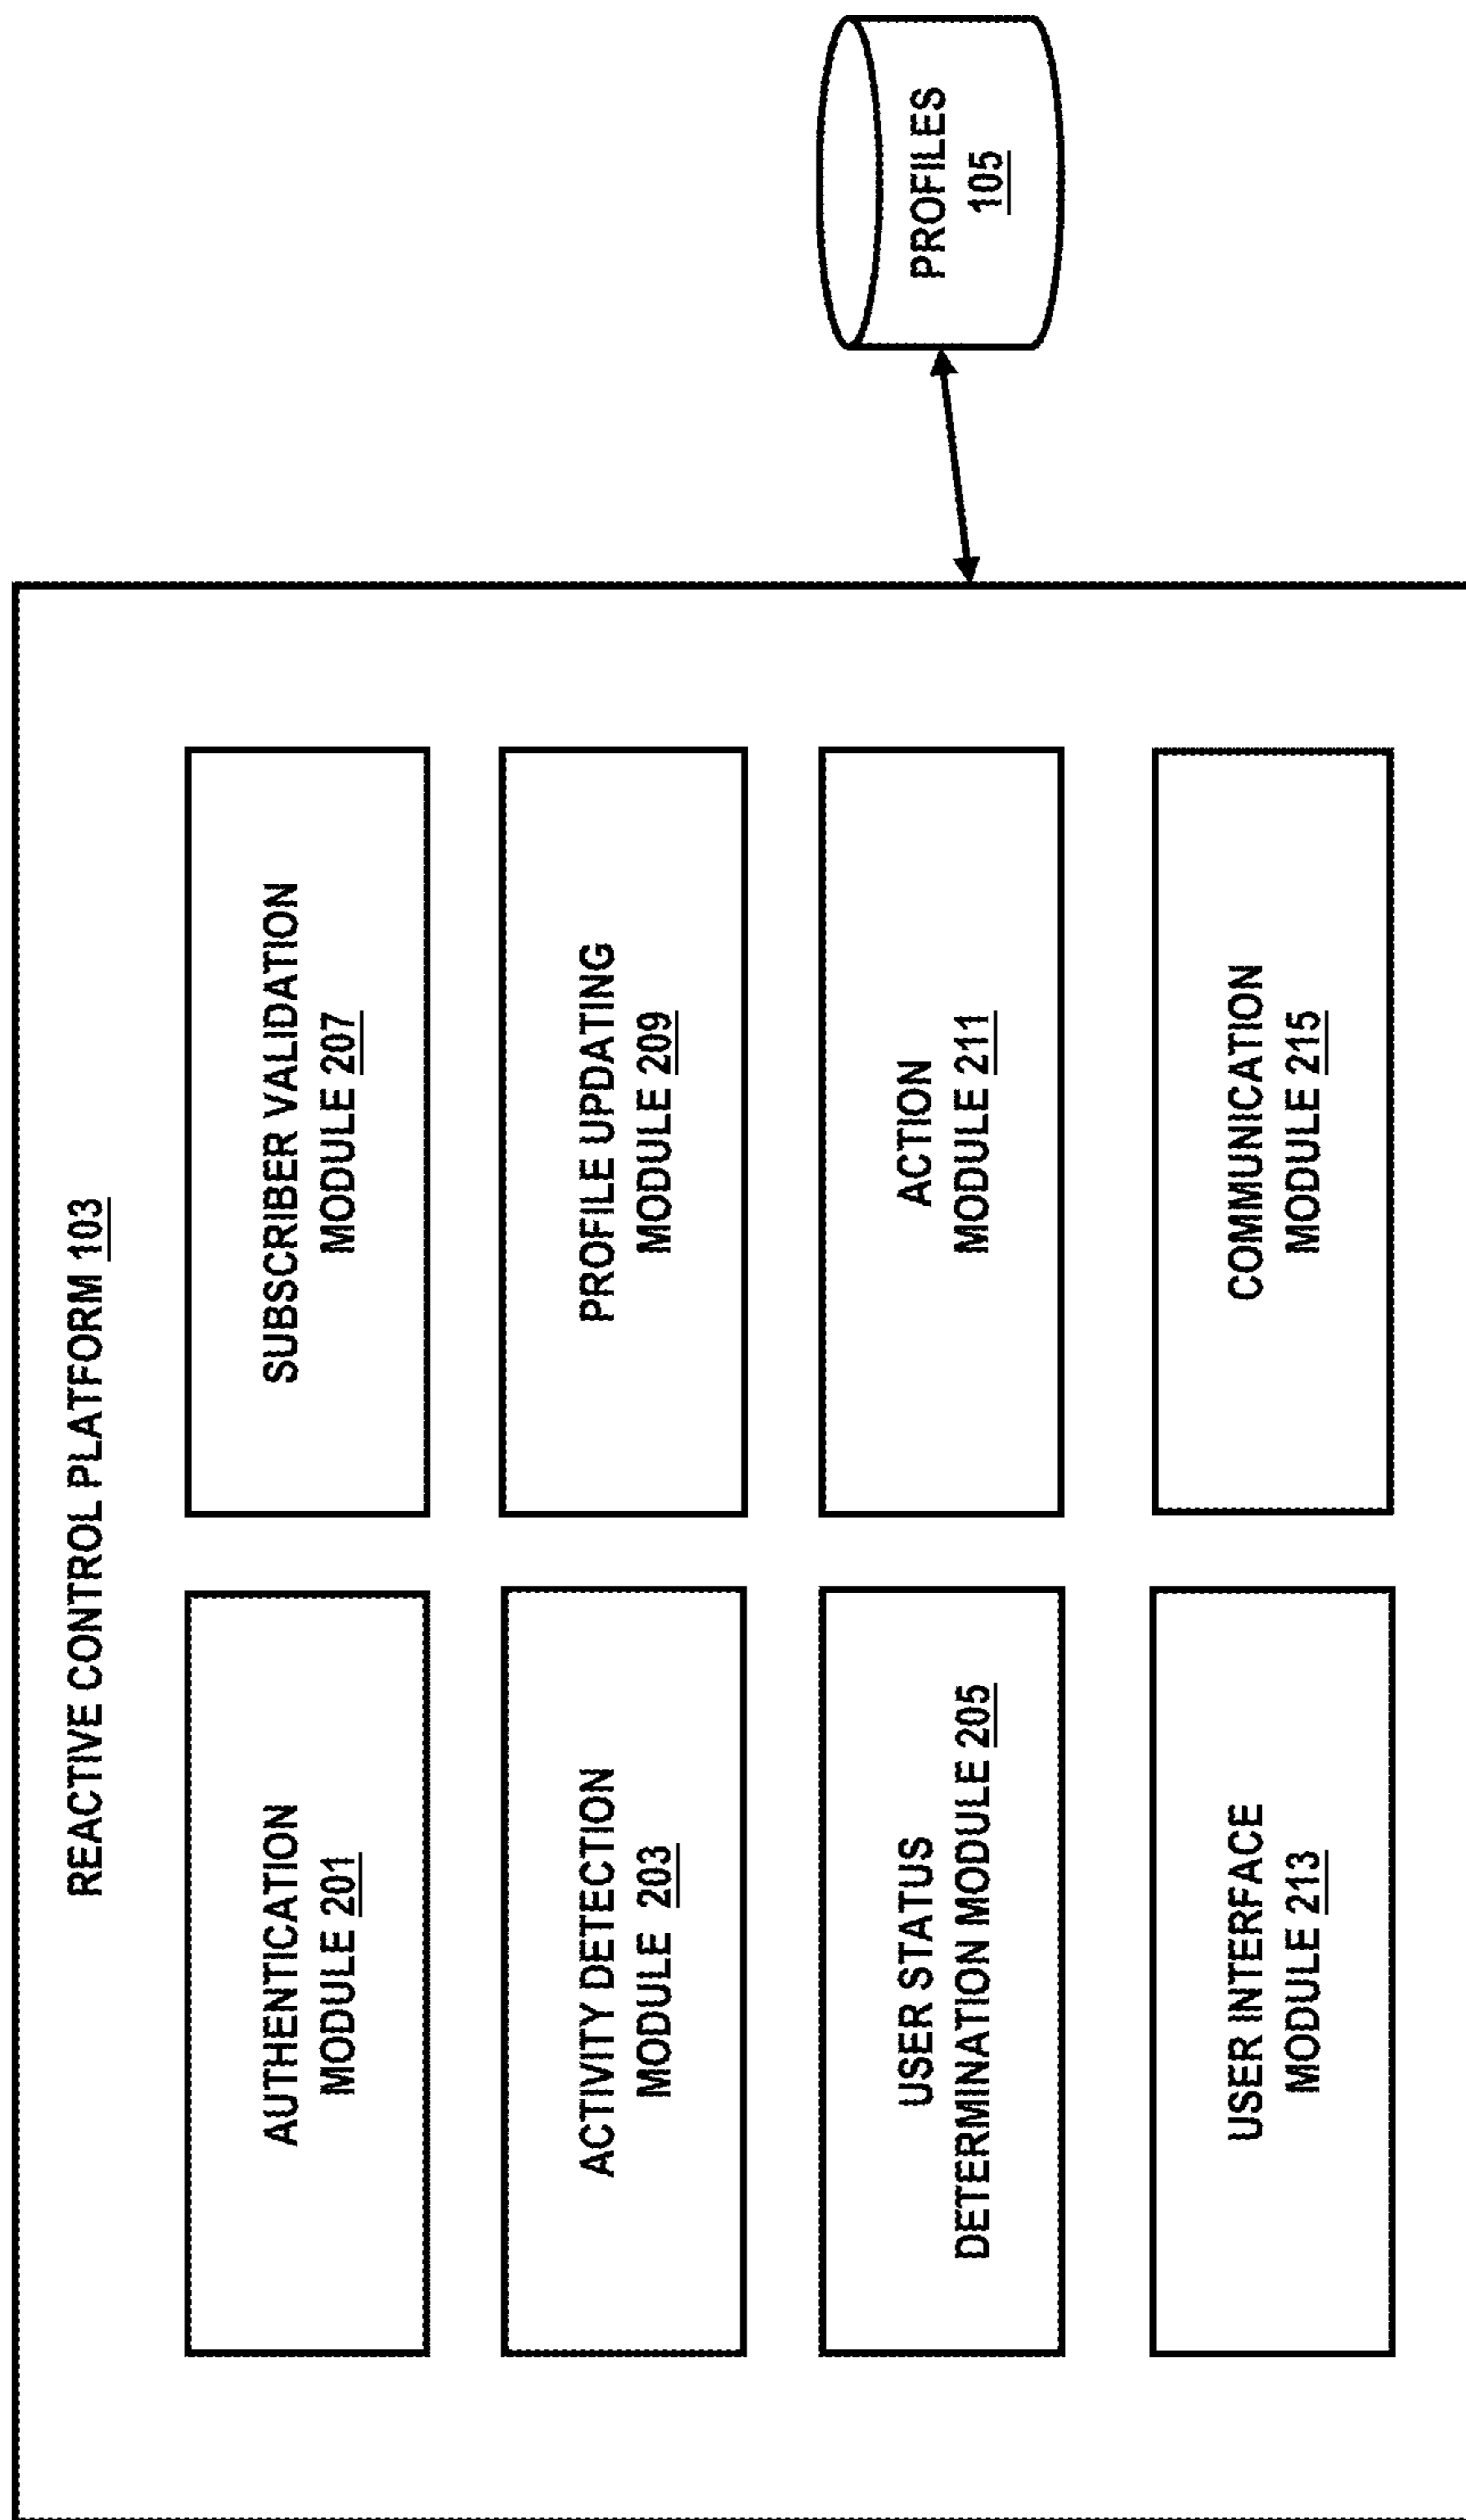 REACTIVE CONTROL PLATFORM 103
AUTHENTICATION
MODULE 201
SUBSCRIBER VALIDATION
MODULE 207
ACTIVITY DETECTION
MODULE 203
PROFILE UPDATING
MODULE 209
USER STATUS
DETERMINATION MODULE 205
ACTION
MODULE 211
USER INTERFACE
MODULE 213
COMMUNICATION
MODULE 215
PROFILES
105